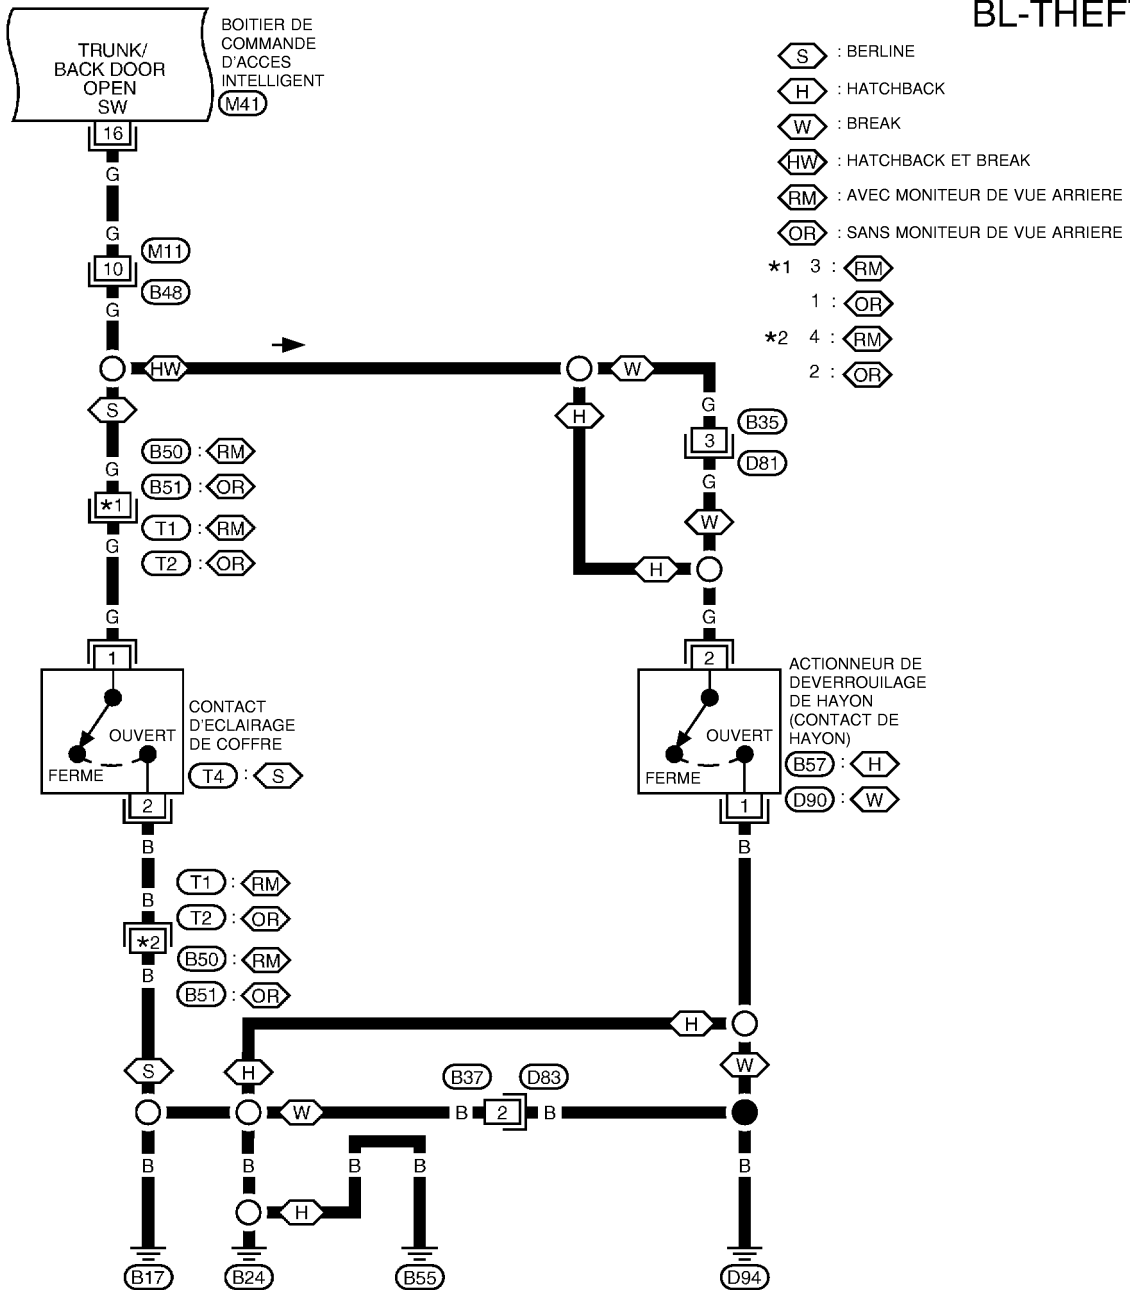 BL-THEF
TRUNK/
BACK DOOR
OPEN
SW
BOITIER DE
COMMANDE
D'ACCES
INTELLIGENT
M41
16
S : BERLINE
H : HATCHBACK
W : BREAK
HW : HATCHBACK ET BREAK
RM : AVEC MONITEUR DE VUE ARRIERE
OR : SANS MONITEUR DE VUE ARRIERE
*1 3 : RM
1 : OR
*2 4 : RM
2 : OR
G
G
M11
10
B48
G
HW
W
S
H
G
B35
3
D81
G
B50 : RM
G
B51 : OR
*1
T1 : RM
W
G
T2 : OR
H
G
G
1
2
CONTACT
D'ECLAIRAGE
DE COFFRE
T4 : S
OUVERT
FERME
2
ACTIONNEUR DE
DEVERROUILAGE
DE HAYON
(CONTACT DE
HAYON)
B57 : H
D90 : W
OUVERT
FERME
1
B
B
T1 : RM
B
T2 : OR
*2
B50 : RM
B
B51 : OR
H
W
S
H
B37
D83
W
B
2
B
B
B
B
B
B
H
B17
B24
B55
D94